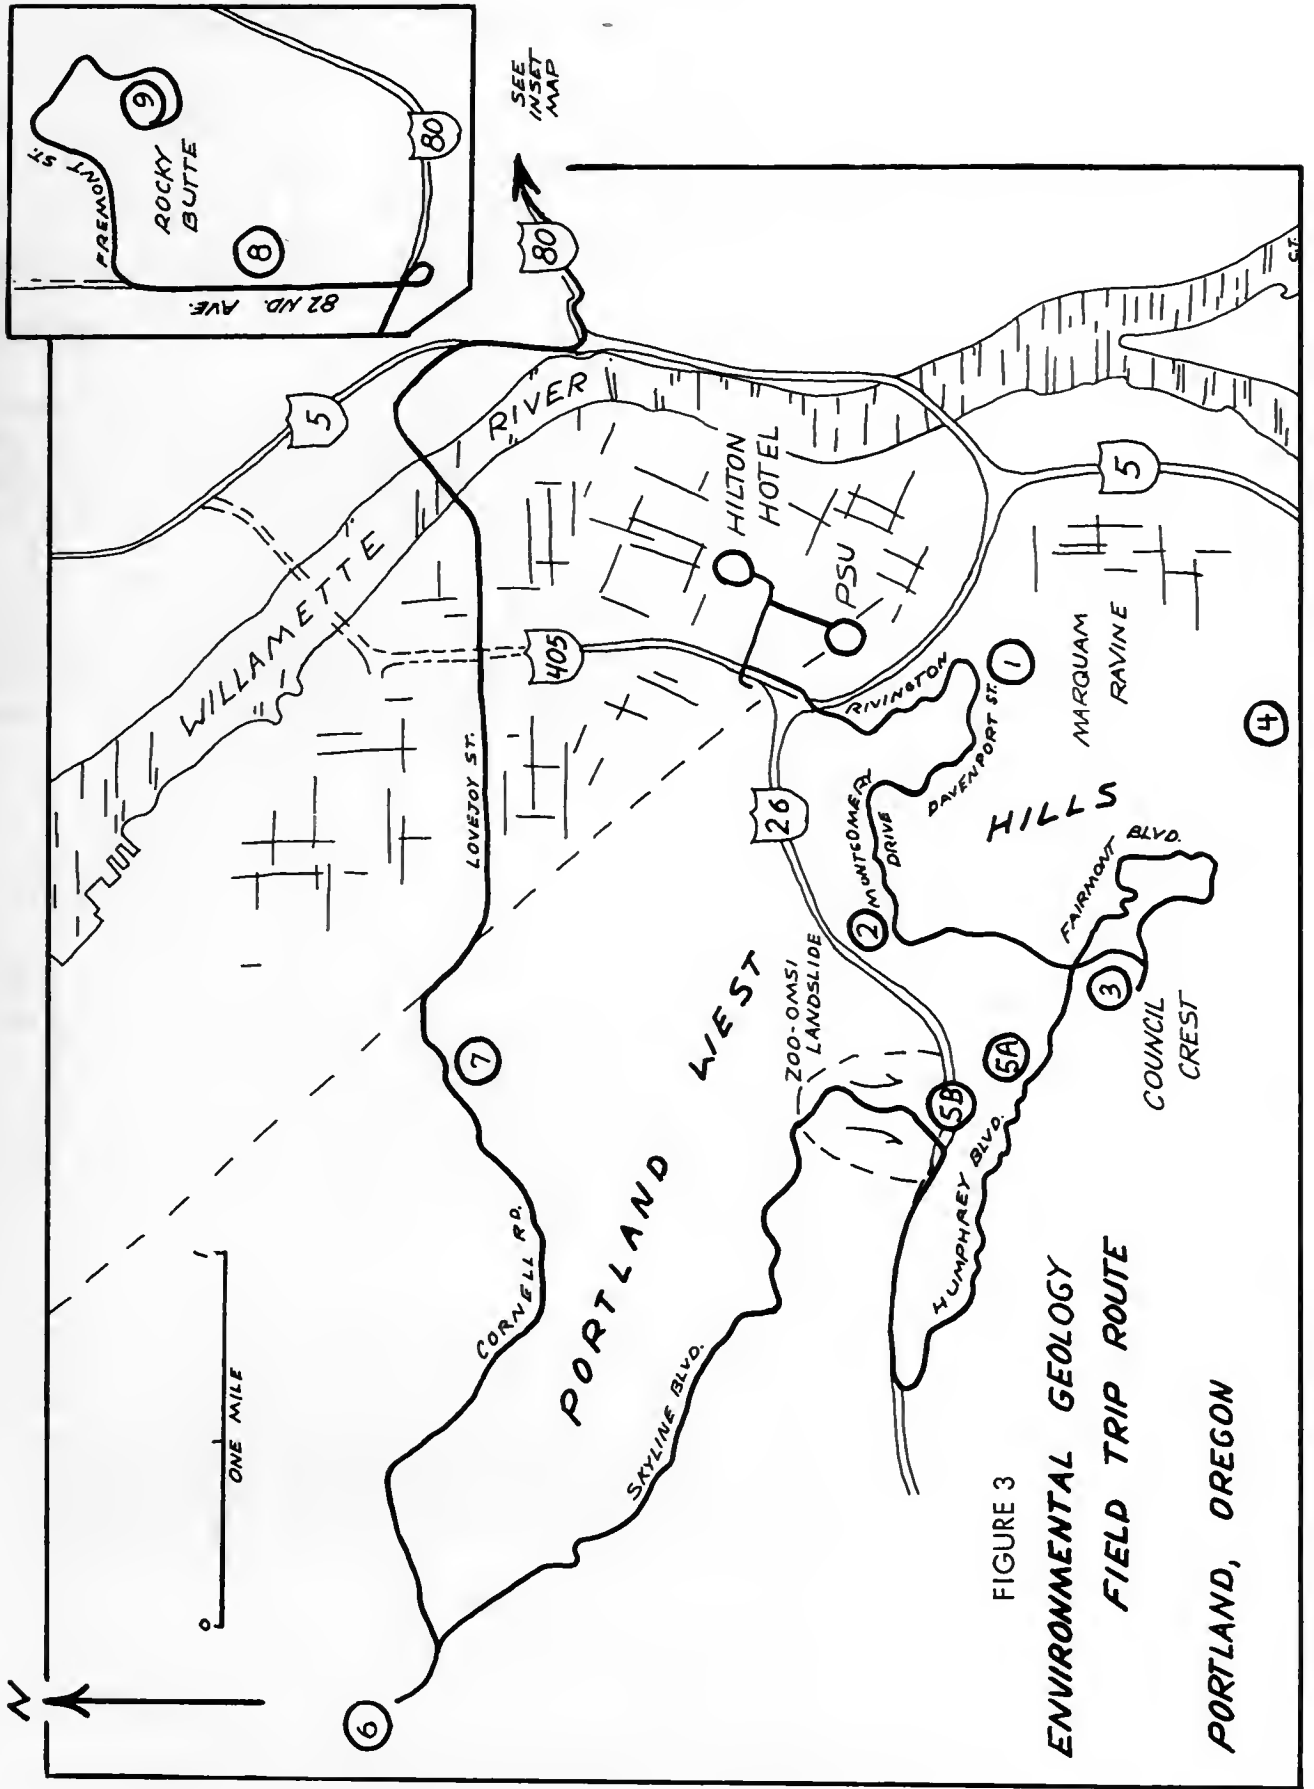 N
0 1
ONE MILE
6
CORNELL RD.
7
LOVEJOY ST.
WILLAMETTE
RIVER
5
405
80
SEE
INSET
MAP
FREMONT ST.
9
ROCKY
BUTTE
8
82 ND. AVE.
80
PORTLAND
WEST
HILLS
SKYLINE BLVD.
ZOO-OMSI
LANDSLIDE
26
HILTON
HOTEL
PSU
RIVINGTON
1
DAVENPORT ST.
MONTGOMERY
DRIVE
2
MARQUAM
RAVINE
5
4
FAIRMONT BLVD.
3
COUNCIL
CREST
5A
5B
HUMPHREY BLVD.
FIGURE 3
ENVIRONMENTAL GEOLOGY
FIELD TRIP ROUTE
PORTLAND, OREGON